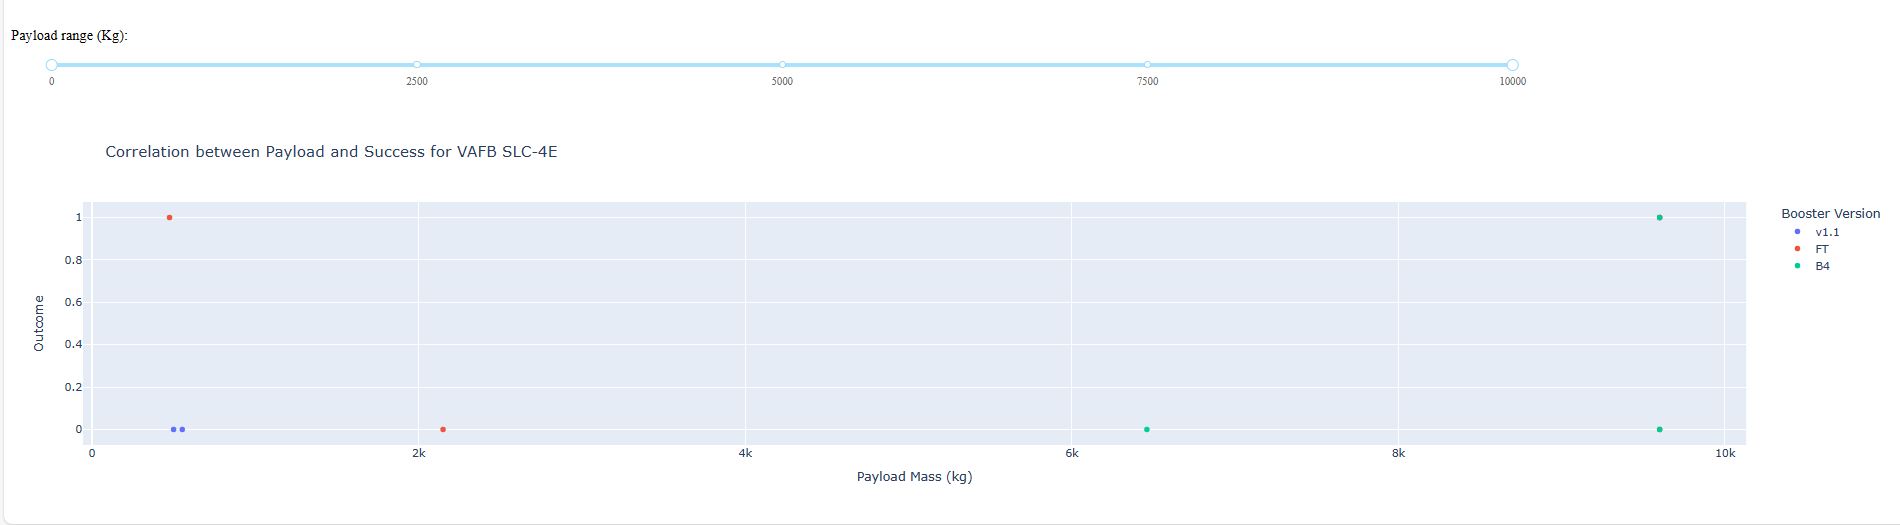 Payload range (Kg):
0 2500 5000 7500 10000
Correlation between Payload and Success for VAFB SLC-4E
Booster Version
v1.1
FT
B4
Outcome
1
0.8
0.6
0.4
0.2
0
0 2k 4k 6k 8k 10k
Payload Mass (kg)